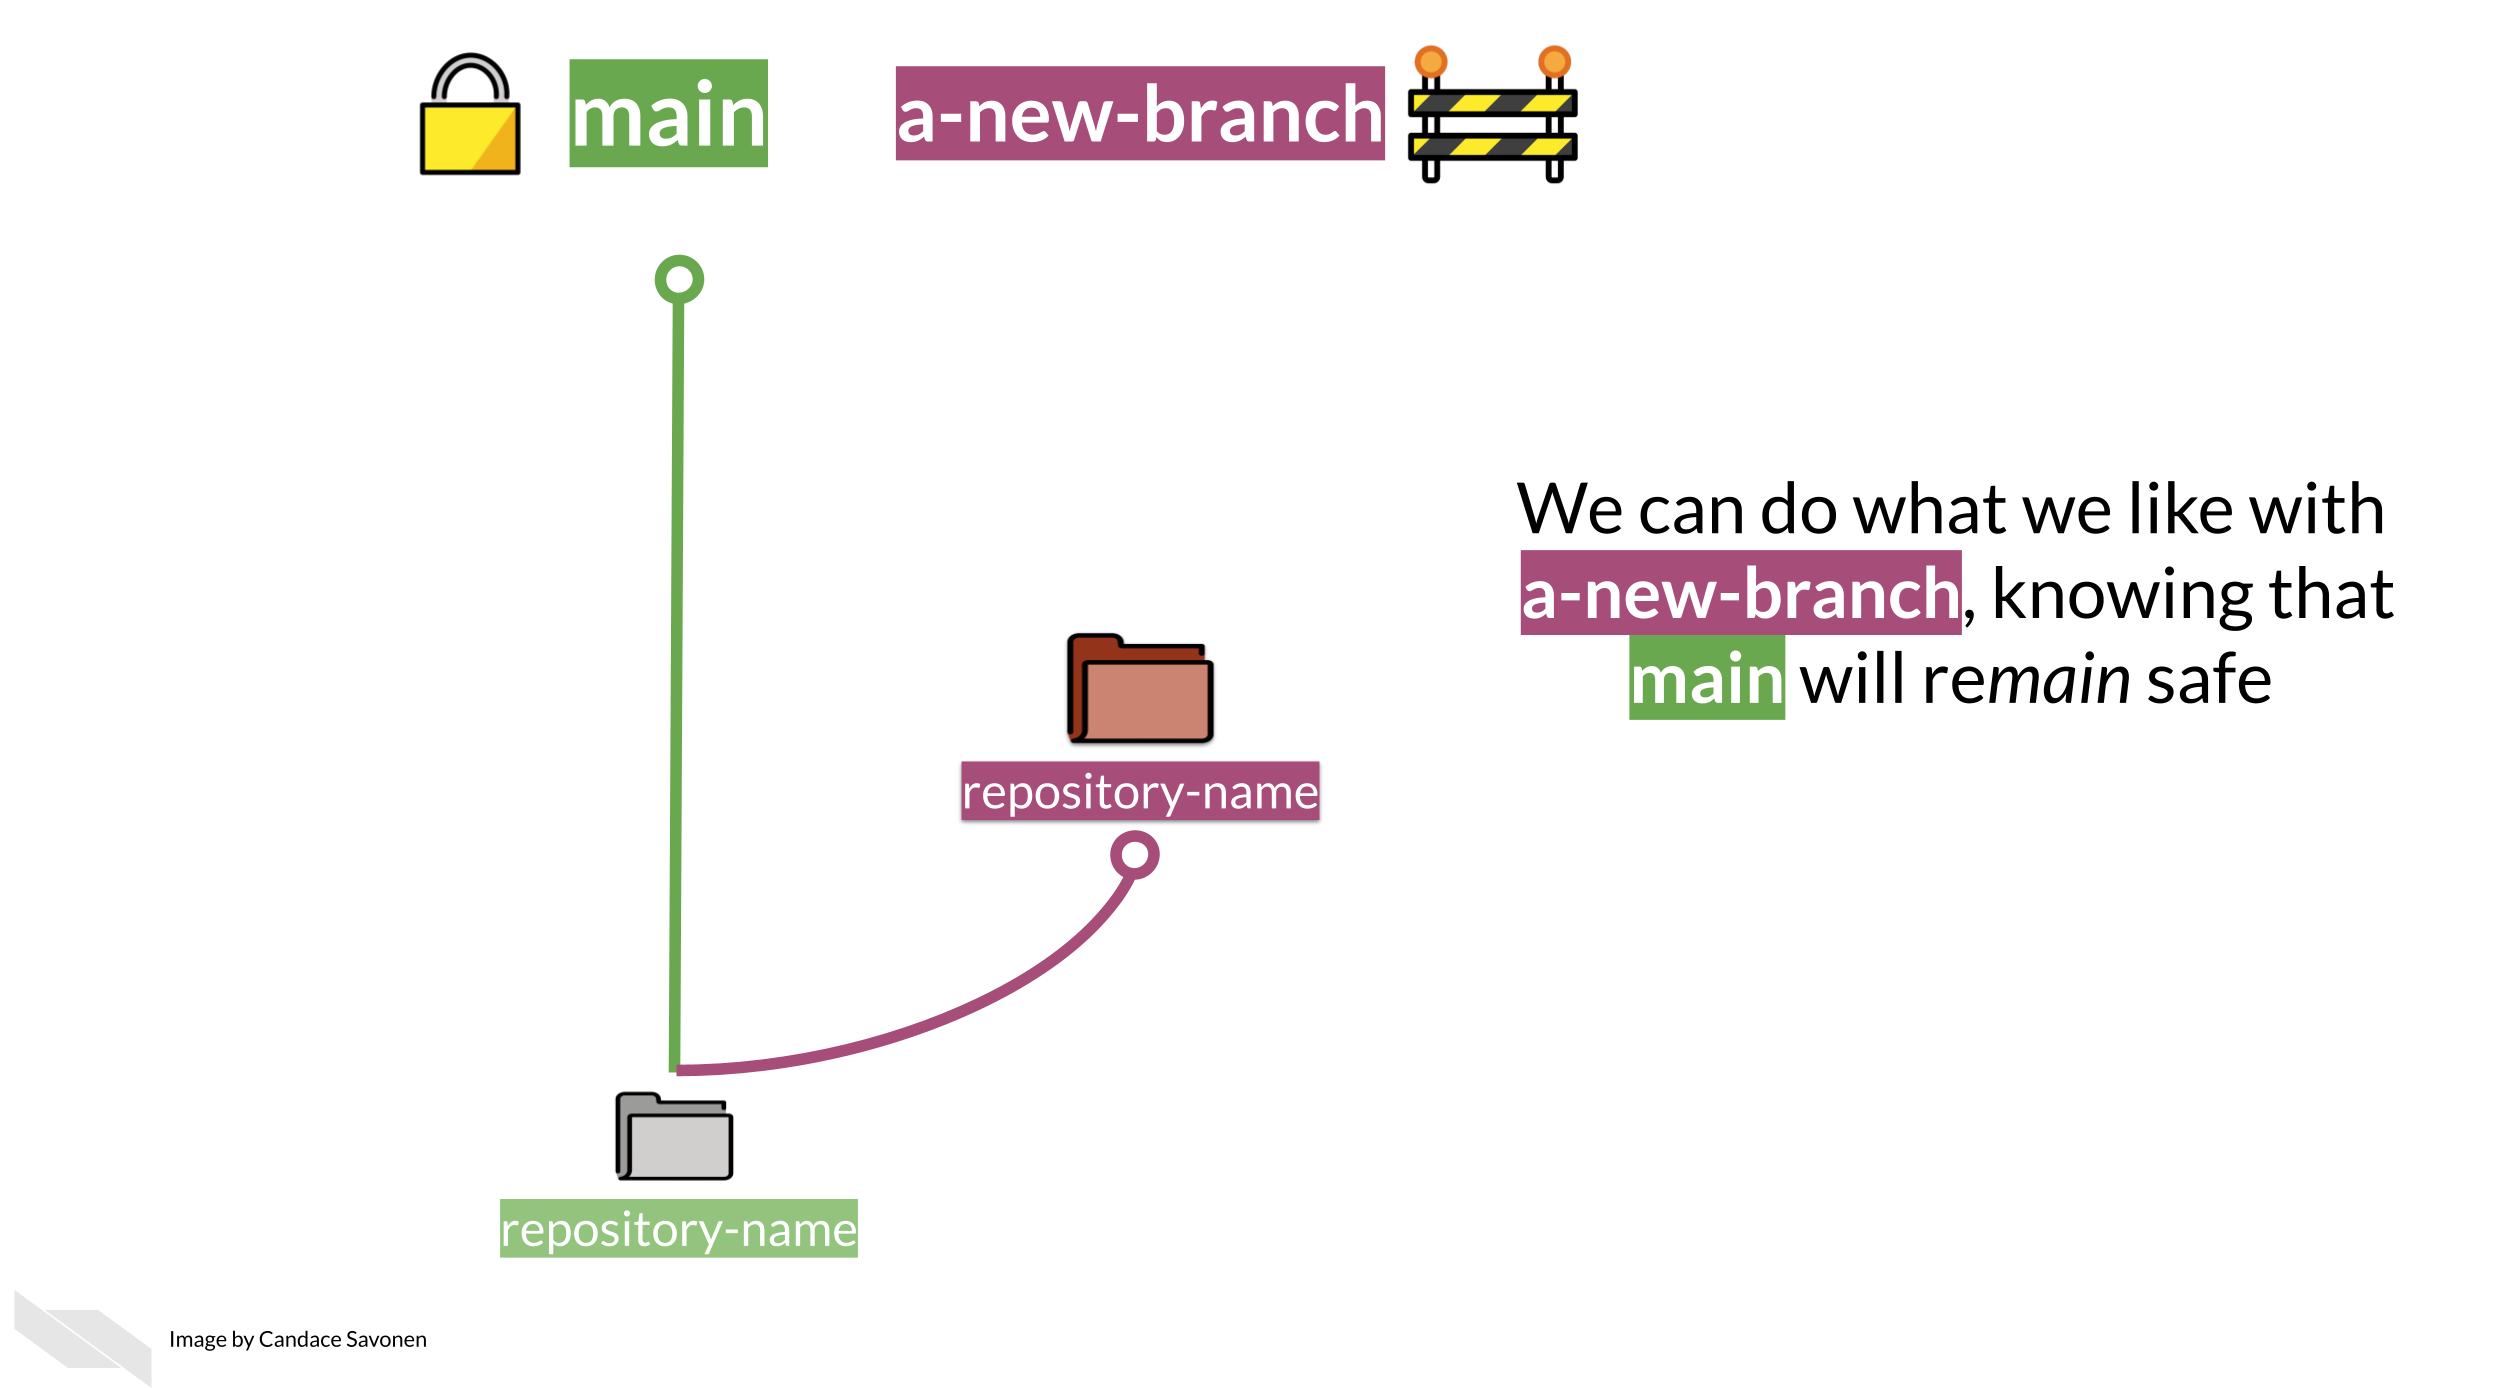 main
a-new-branch
We can do what we like with
a-new-branch, knowing that
main will remain safe
repository-name
repository-name
Image by Candace Savonen